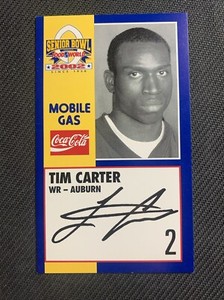 SENIOR BOWL
2002
MOBILE
GAS
Coca-Cola
TIM CARTER
WR – AUBURN
2